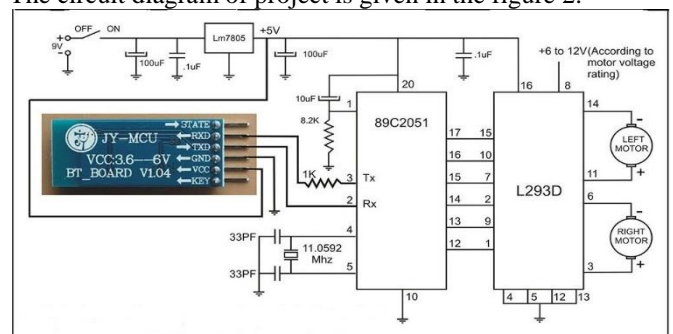 The circuit diagram of project is given in the figure 2.
OFF ON
+
9V
-
Lm7805
+5V
100uF
.1uF
100uF
.1uF
+6 to 12V(According to
motor voltage
rating)
STATE
RXD
TXD
GND
VCC
KEY
JY-MCU
VCC:3.6--6V
BT_BOARD V1.04
10uF
8.2K
1K
1
20
89C2051
3 Tx
2 Rx
4
5
10
33PF
33PF
11.0592
Mhz
17 15
16 10
15 7
14 2
13 9
12 1
16
8
L293D
14
11
6
3
4 5 12 13
-
LEFT
MOTOR
+
-
RIGHT
MOTOR
+